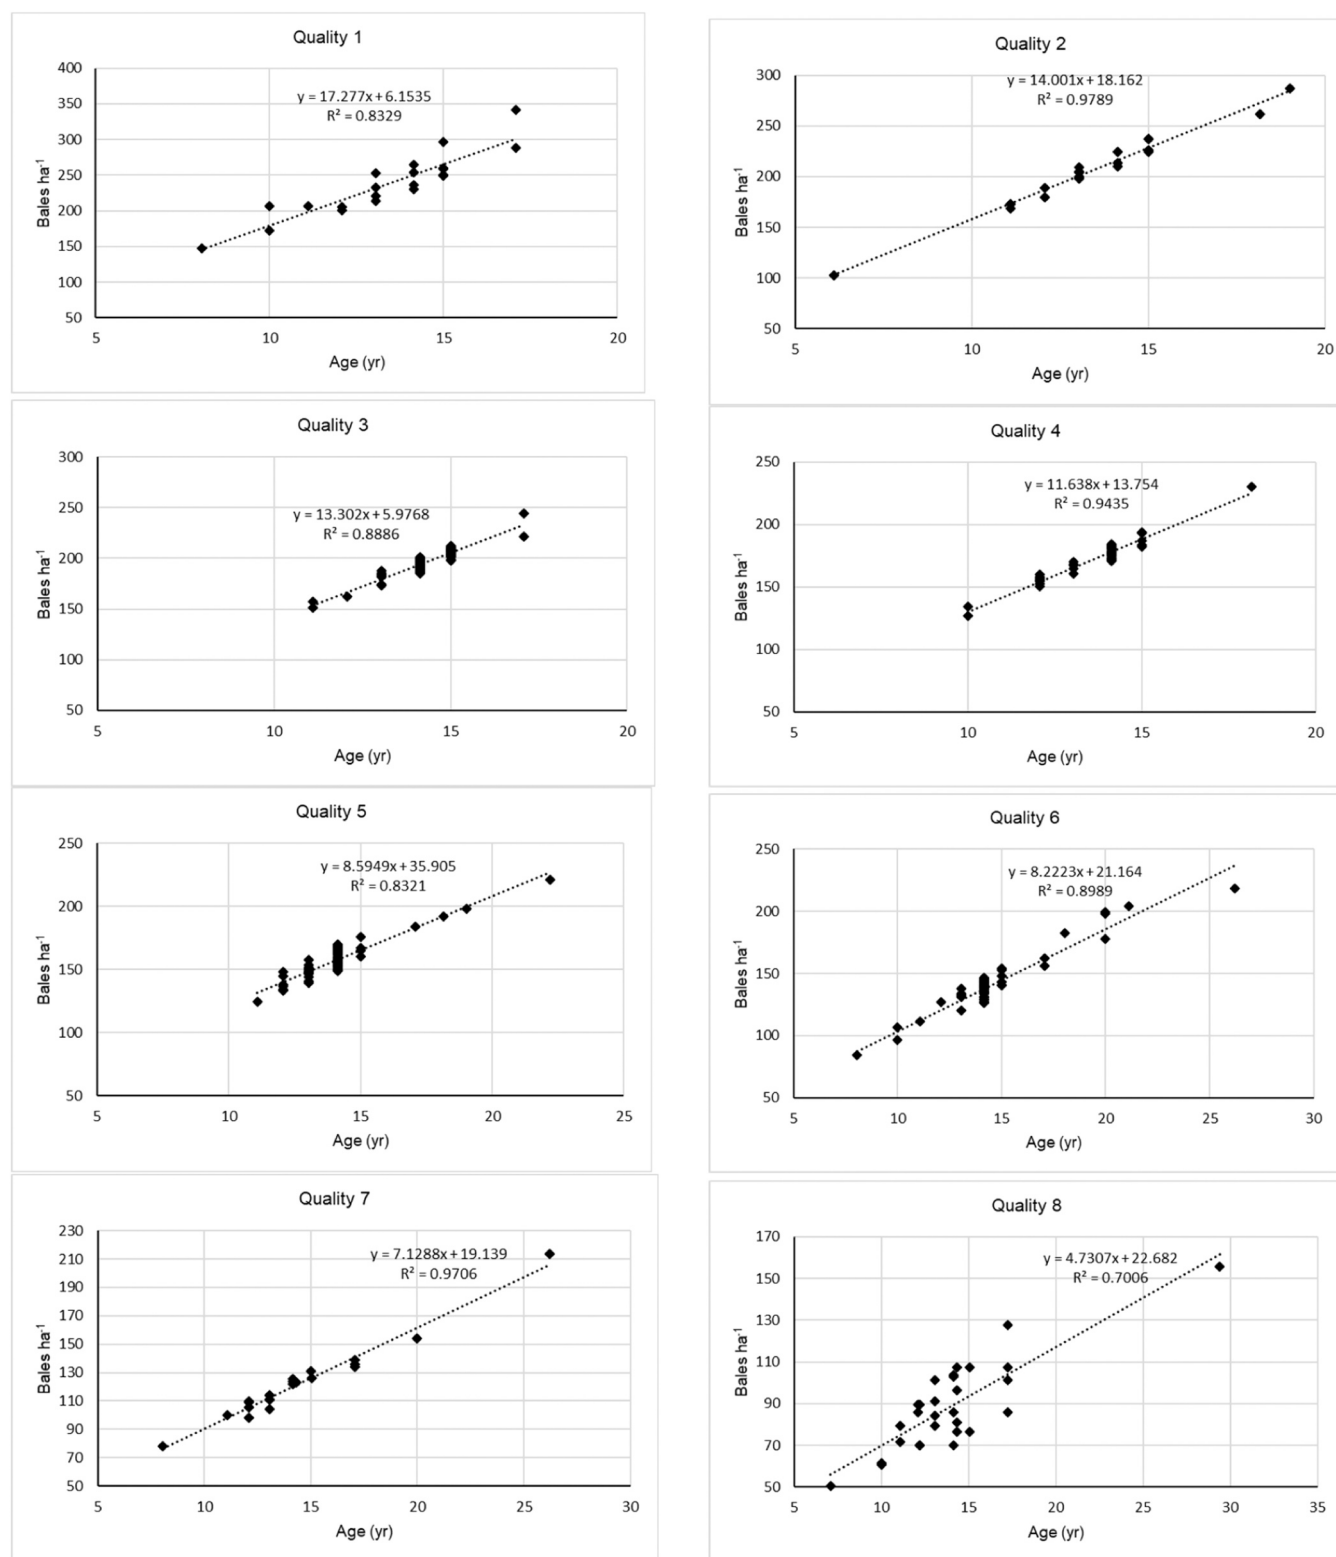 Quality 1
400
350
300
250
200
150
100
50
y = 17.277x + 6.1535
R² = 0.8329
Bales ha⁻¹
5 10 15 20
Age (yr)
Quality 2
300
250
200
150
100
50
y = 14.001x + 18.162
R² = 0.9789
Bales ha⁻¹
5 10 15 20
Age (yr)
Quality 3
300
250
200
150
100
50
y = 13.302x + 5.9768
R² = 0.8886
Bales ha⁻¹
5 10 15 20
Age (yr)
Quality 4
250
200
150
100
50
y = 11.638x + 13.754
R² = 0.9435
Bales ha⁻¹
5 10 15 20
Age (yr)
Quality 5
250
200
150
100
50
y = 8.5949x + 35.905
R² = 0.8321
Bales ha⁻¹
5 10 15 20 25
Age (yr)
Quality 6
250
200
150
100
50
y = 8.2223x + 21.164
R² = 0.8989
Bales ha⁻¹
5 10 15 20 25 30
Age (yr)
Quality 7
230
210
190
170
150
130
110
90
70
50
y = 7.1288x + 19.139
R² = 0.9706
Bales ha⁻¹
5 10 15 20 25 30
Age (yr)
Quality 8
170
150
130
110
90
70
50
y = 4.7307x + 22.682
R² = 0.7006
Bales ha⁻¹
5 10 15 20 25 30 35
Age (yr)